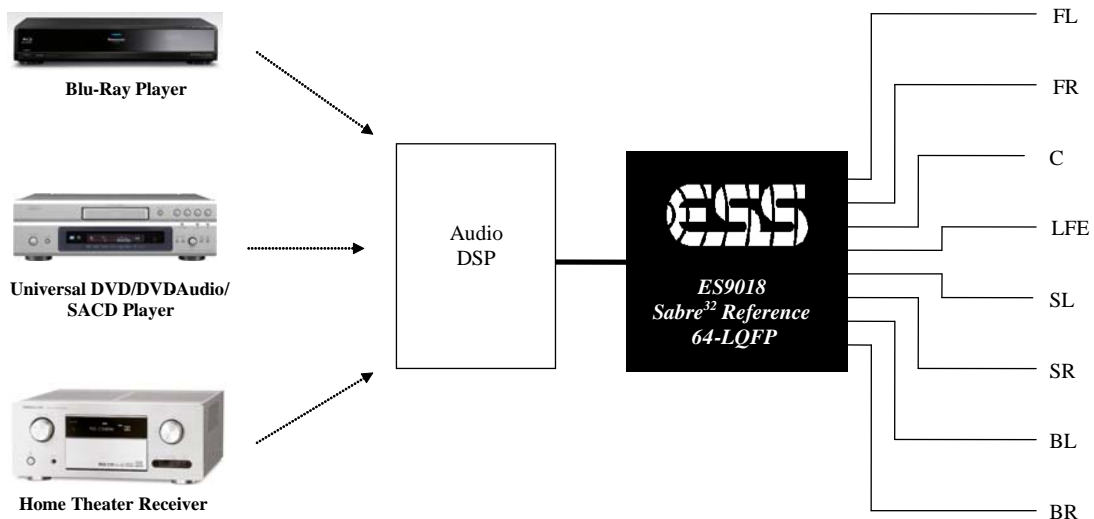 Blu-Ray Player
Universal DVD/DVDAudio/
SACD Player
Home Theater Receiver
Audio
DSP
ESS
ES9018
Sabre³² Reference
64-LQFP
FL
FR
C
LFE
SL
SR
BL
BR